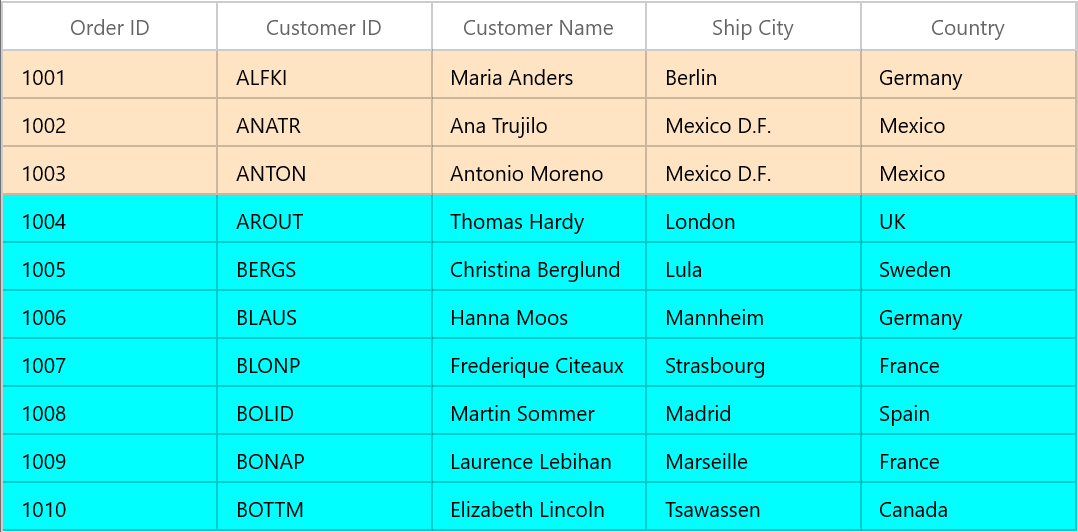 Order ID Customer ID Customer Name Ship City Country
1001 ALFKI Maria Anders Berlin Germany
1002 ANATR Ana Trujilo Mexico D.F. Mexico
1003 ANTON Antonio Moreno Mexico D.F. Mexico
1004 AROUT Thomas Hardy London UK
1005 BERGS Christina Berglund Lula Sweden
1006 BLAUS Hanna Moos Mannheim Germany
1007 BLONP Frederique Citeaux Strasbourg France
1008 BOLID Martin Sommer Madrid Spain
1009 BONAP Laurence Lebihan Marseille France
1010 BOTTM Elizabeth Lincoln Tsawassen Canada